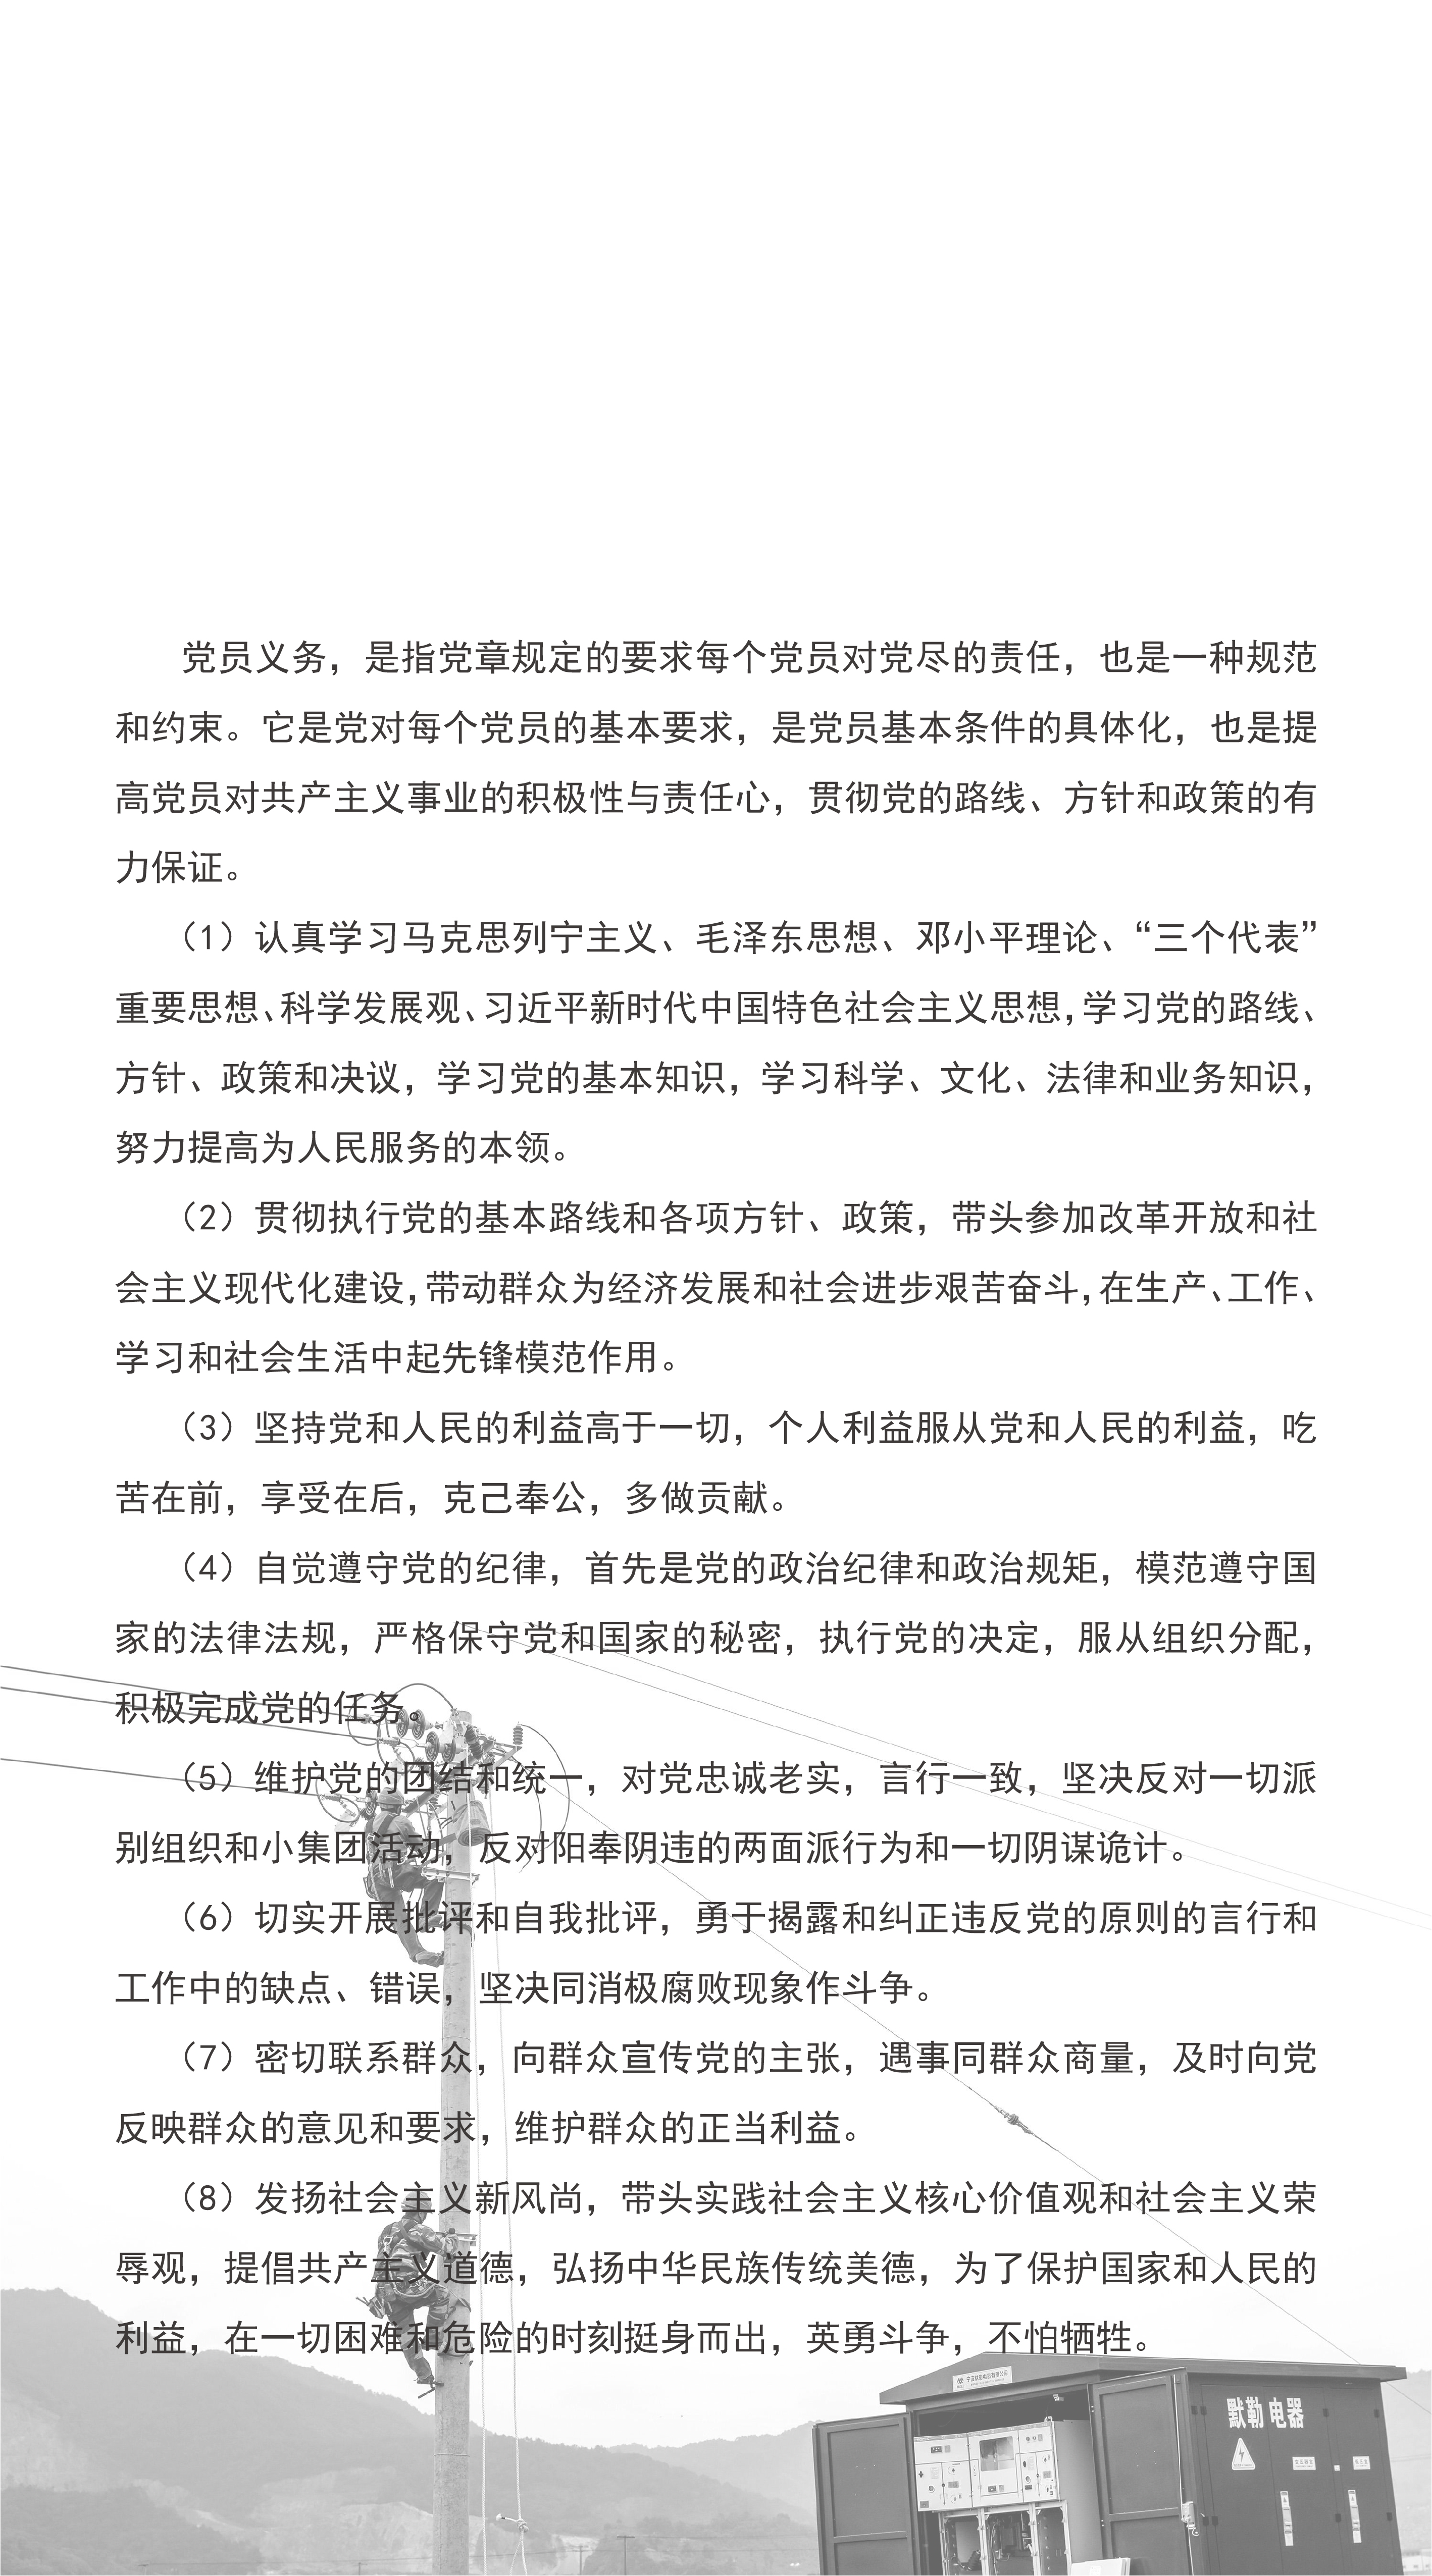 党员义务，是指党章规定的要求每个党员对党尽的责任，也是一种规范
和约束。它是党对每个党员的基本要求，是党员基本条件的具体化，也是提
高党员对共产主义事业的积极性与责任心，贯彻党的路线、方针和政策的有
力保证。
（1）认真学习马克思列宁主义、毛泽东思想、邓小平理论、“三个代表”
重要思想、科学发展观、习近平新时代中国特色社会主义思想，学习党的路线、
方针、政策和决议，学习党的基本知识，学习科学、文化、法律和业务知识，
努力提高为人民服务的本领。
（2）贯彻执行党的基本路线和各项方针、政策，带头参加改革开放和社
会主义现代化建设，带动群众为经济发展和社会进步艰苦奋斗，在生产、工作、
学习和社会生活中起先锋模范作用。
（3）坚持党和人民的利益高于一切，个人利益服从党和人民的利益，吃
苦在前，享受在后，克己奉公，多做贡献。
（4）自觉遵守党的纪律，首先是党的政治纪律和政治规矩，模范遵守国
家的法律法规，严格保守党和国家的秘密，执行党的决定，服从组织分配，
积极完成党的任务。
（5）维护党的团结和统一，对党忠诚老实，言行一致，坚决反对一切派
别组织和小集团活动，反对阳奉阴违的两面派行为和一切阴谋诡计。
（6）切实开展批评和自我批评，勇于揭露和纠正违反党的原则的言行和
工作中的缺点、错误，坚决同消极腐败现象作斗争。
（7）密切联系群众，向群众宣传党的主张，遇事同群众商量，及时向党
反映群众的意见和要求，维护群众的正当利益。
（8）发扬社会主义新风尚，带头实践社会主义核心价值观和社会主义荣
辱观，提倡共产主义道德，弘扬中华民族传统美德，为了保护国家和人民的
利益，在一切困难和危险的时刻挺身而出，英勇斗争，不怕牺牲。
默勒电器